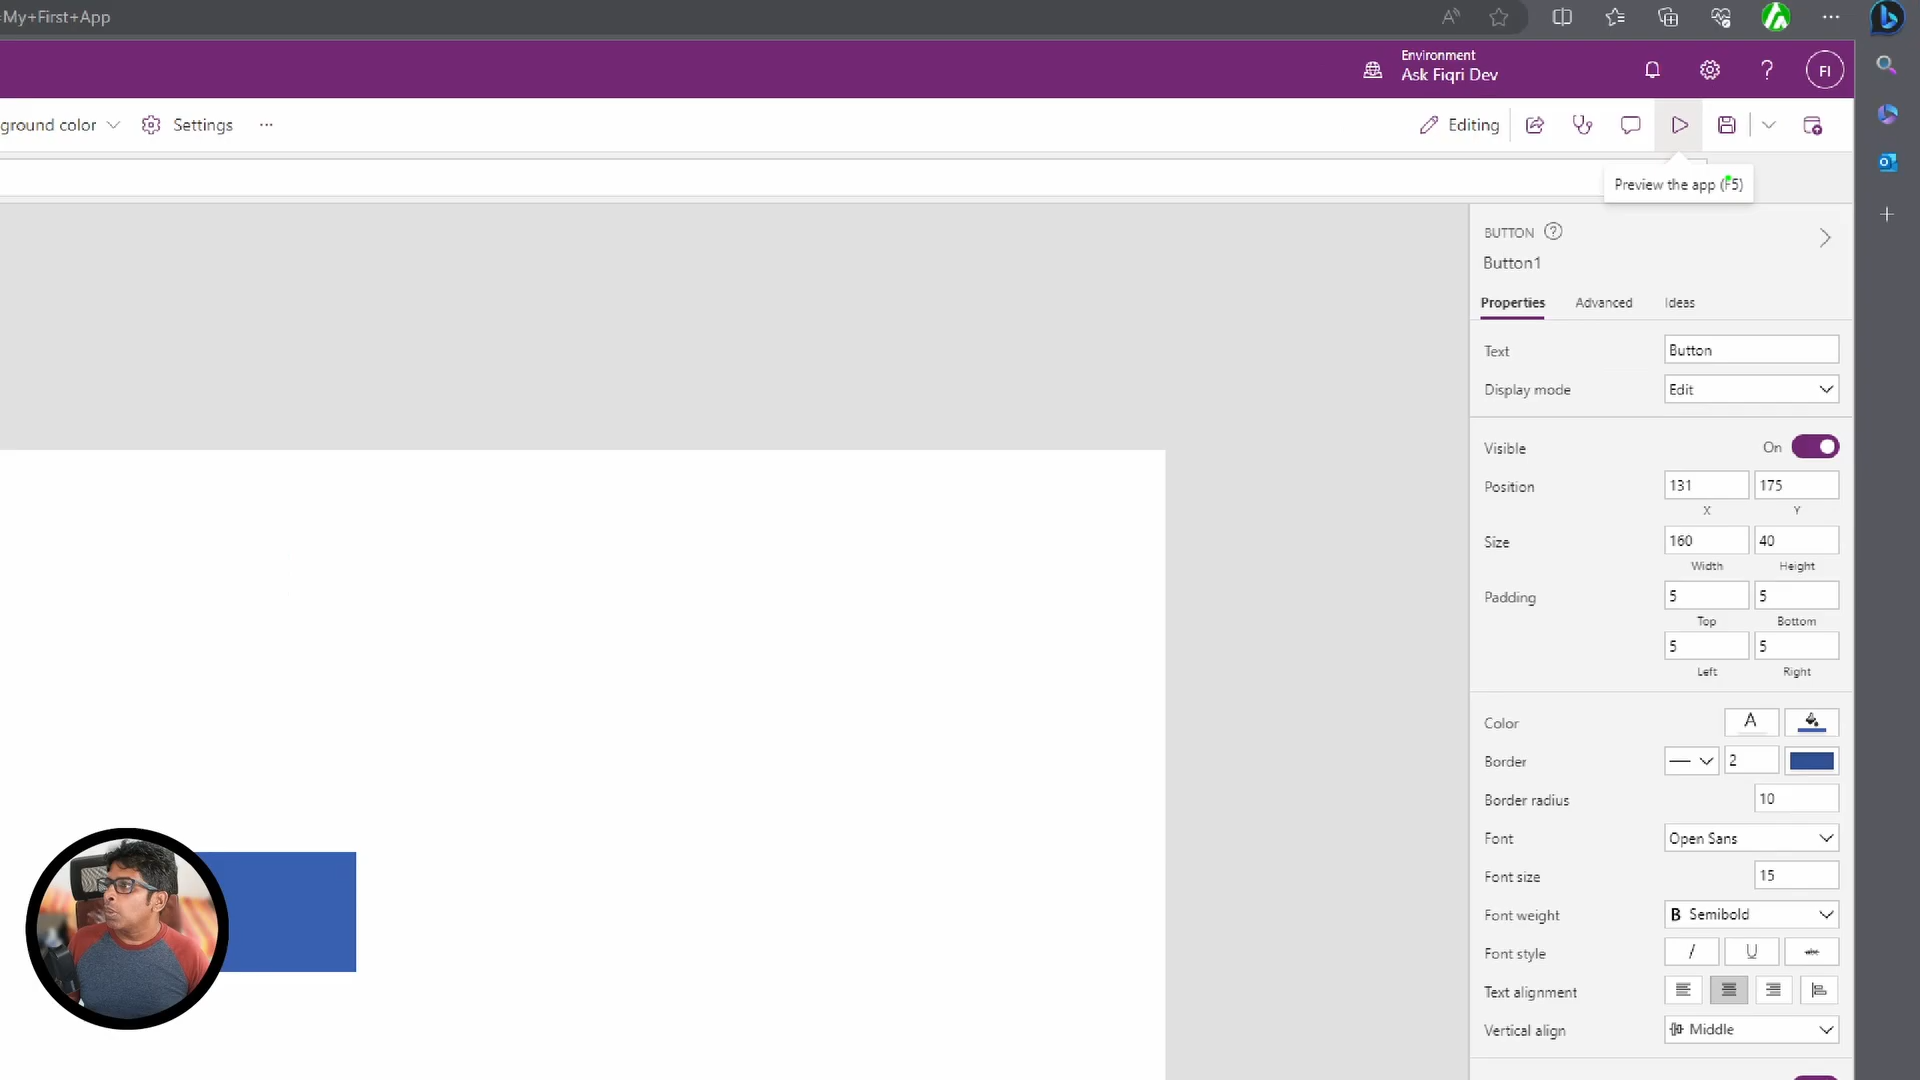 My+First+App
Environment
Ask Fiqri Dev
FI
ground color
Settings
Editing
Preview the app (F5)
BUTTON
Button1
Properties
Advanced
Ideas
Text
Button
Display mode
Edit
Visible
On
Position
131
175
X
Y
Size
160
40
Width
Height
Padding
5
5
Top
Bottom
5
5
Left
Right
Color
A
Border
2
Border radius
10
Font
Open Sans
Font size
15
Font weight
B Semibold
Font style
/
U
abc
Text alignment
Vertical align
Middle